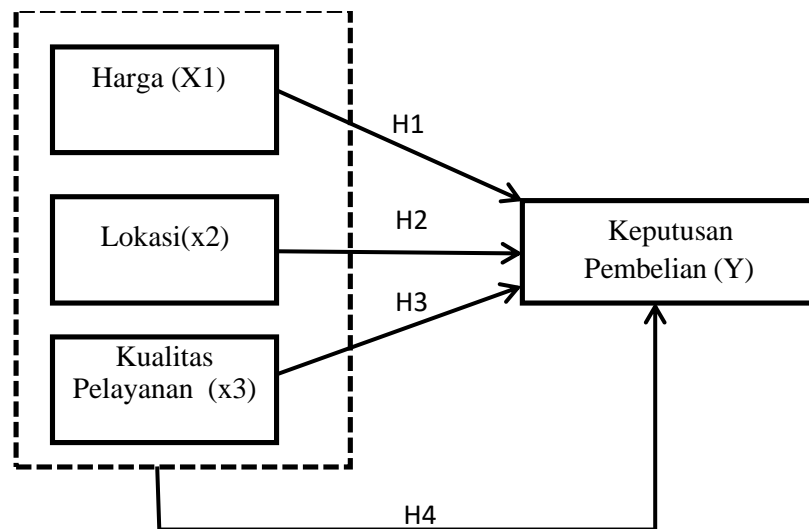 Harga (X1)
H1
Lokasi(x2)
H2
Keputusan
Pembelian (Y)
H3
Kualitas
Pelayanan (x3)
H4